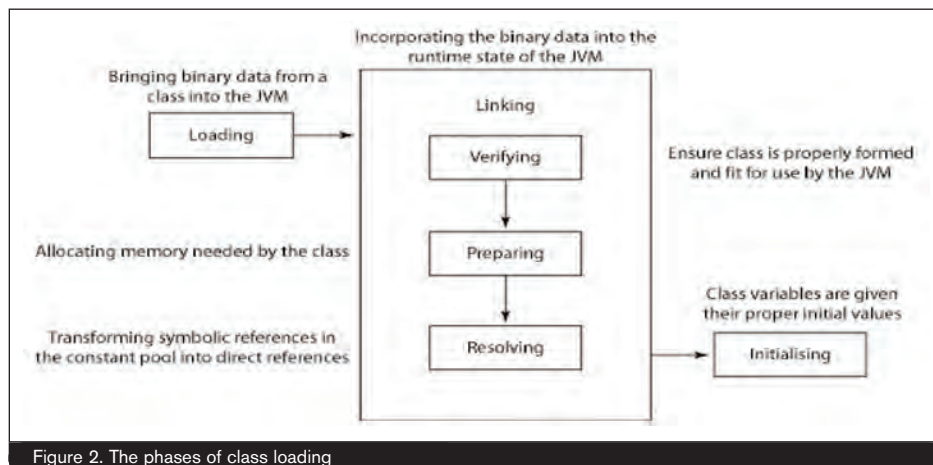 Incorporating the binary data into the
runtime state of the JVM
Bringing binary data from a
class into the JVM
Loading
Linking
Verifying
Ensure class is properly formed
and fit for use by the JVM
Allocating memory needed by the class
Preparing
Class variables are given
their proper initial values
Transforming symbolic references in
the constant pool into direct references
Resolving
Initialising
Figure 2. The phases of class loading